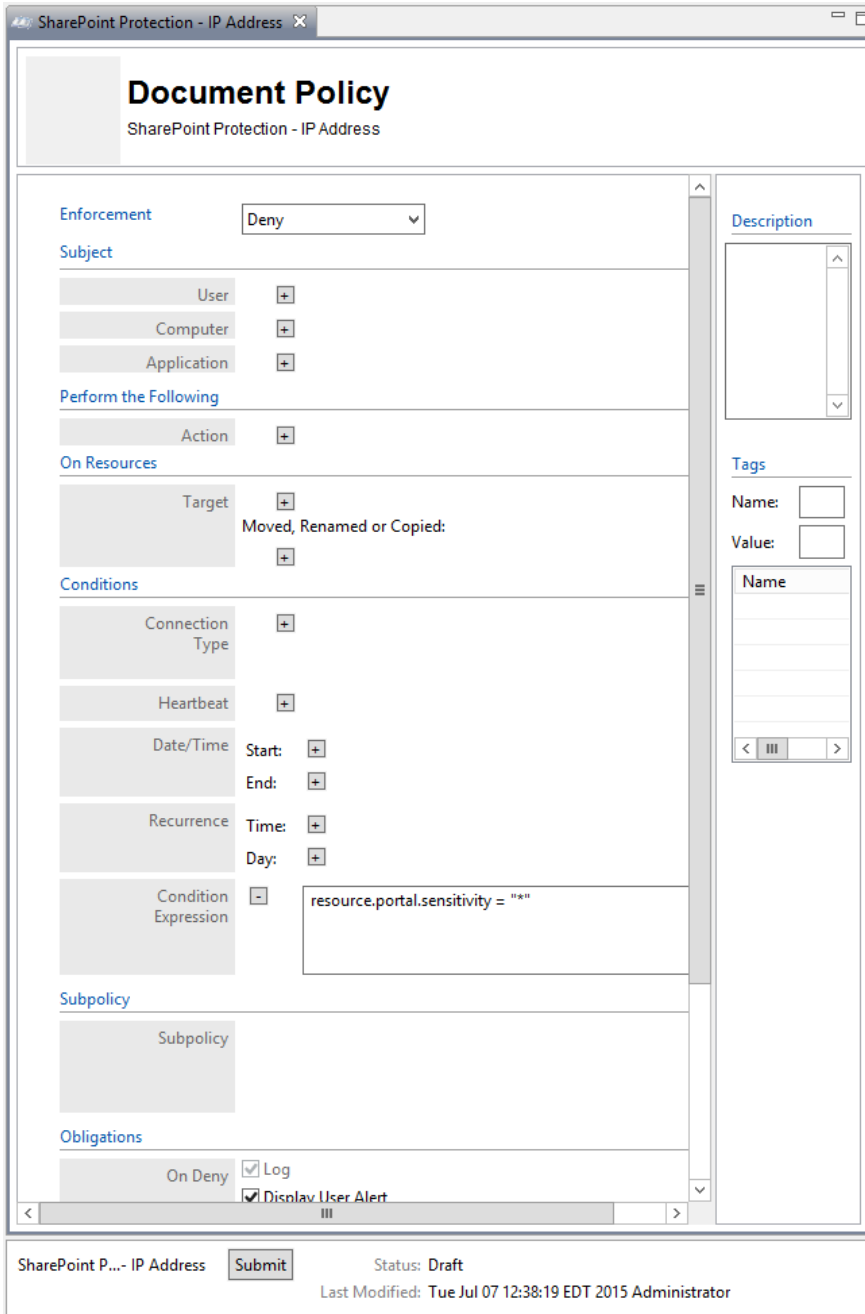 SharePoint Protection - IP Address
Document Policy
SharePoint Protection - IP Address
Enforcement
Deny
Subject
User
+
Computer
+
Application
+
Perform the Following
Action
+
On Resources
Target
+
Moved, Renamed or Copied:
+
Conditions
Connection
Type
+
Heartbeat
+
Date/Time
Start: +
End: +
Recurrence
Time: +
Day: +
Condition
Expression
-
resource.portal.sensitivity = "*"
Subpolicy
Subpolicy
Obligations
On Deny
Log
Display User Alert
Description
Tags
Name:
Value:
Name
SharePoint P...- IP Address
Submit
Status: Draft
Last Modified: Tue Jul 07 12:38:19 EDT 2015 Administrator